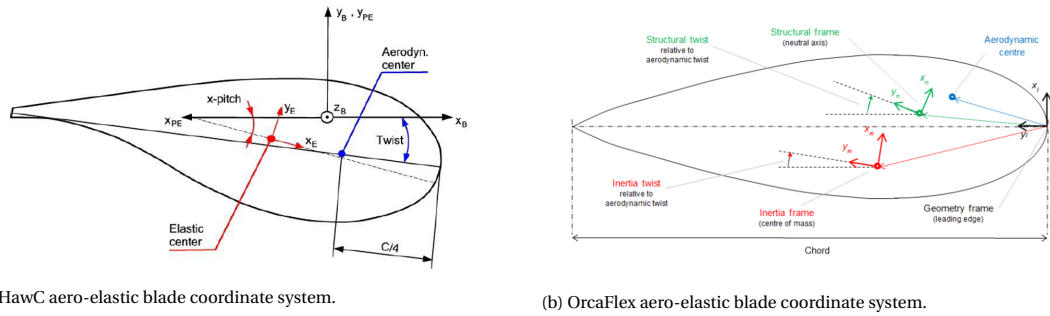 y_B , y_PE
Aerodyn.
center
x-pitch
y_E
z_B
x_PE
x_B
x_E
Twist
Elastic
center
C/4
HawC aero-elastic blade coordinate system.
Structural twist
relative to
aerodynamic twist
Structural frame
(neutral axis)
Aerodynamic
centre
x_n
y_n
x_l
x_m
y_l
y_m
Inertia twist
relative to
aerodynamic twist
Inertia frame
(centre of mass)
Geometry frame
(leading edge)
Chord
(b) OrcaFlex aero-elastic blade coordinate system.